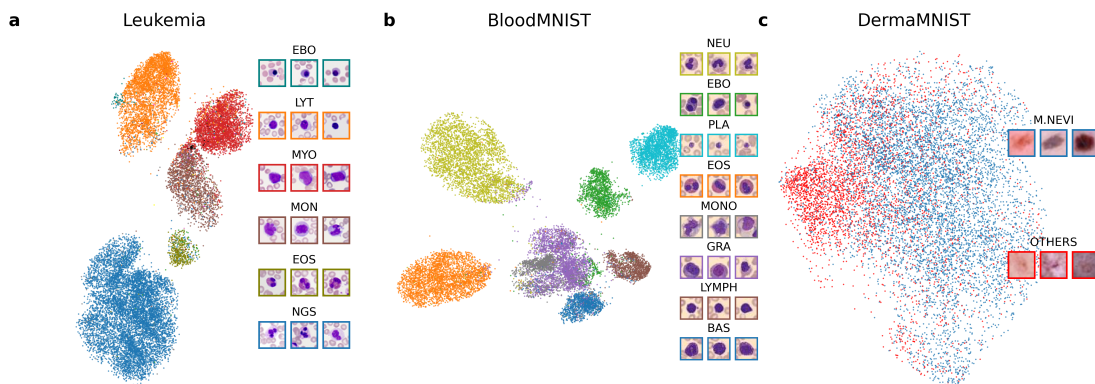 a
Leukemia
EBO
LYT
MYO
MON
EOS
NGS
b
BloodMNIST
NEU
EBO
PLA
EOS
MONO
GRA
LYMPH
BAS
c
DermaMNIST
M.NEVI
OTHERS